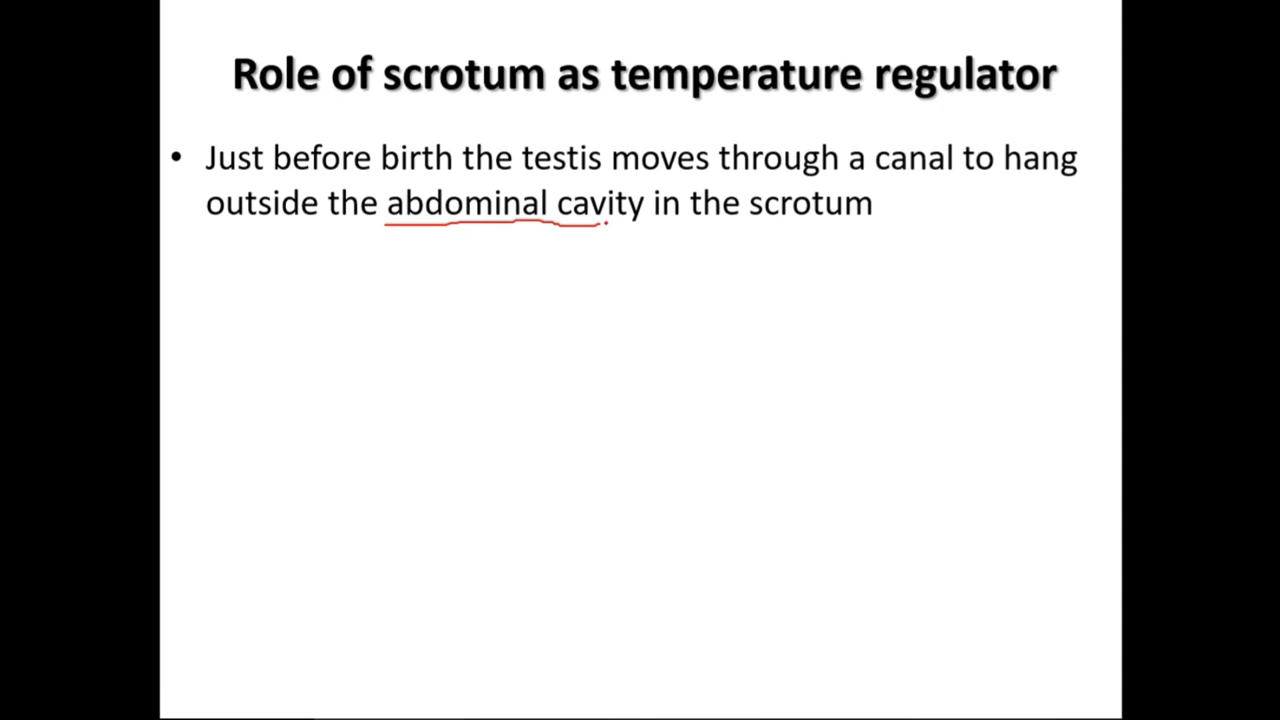 Role of scrotum as temperature regulator
• Just before birth the testis moves through a canal to hang
outside the abdominal cavity in the scrotum